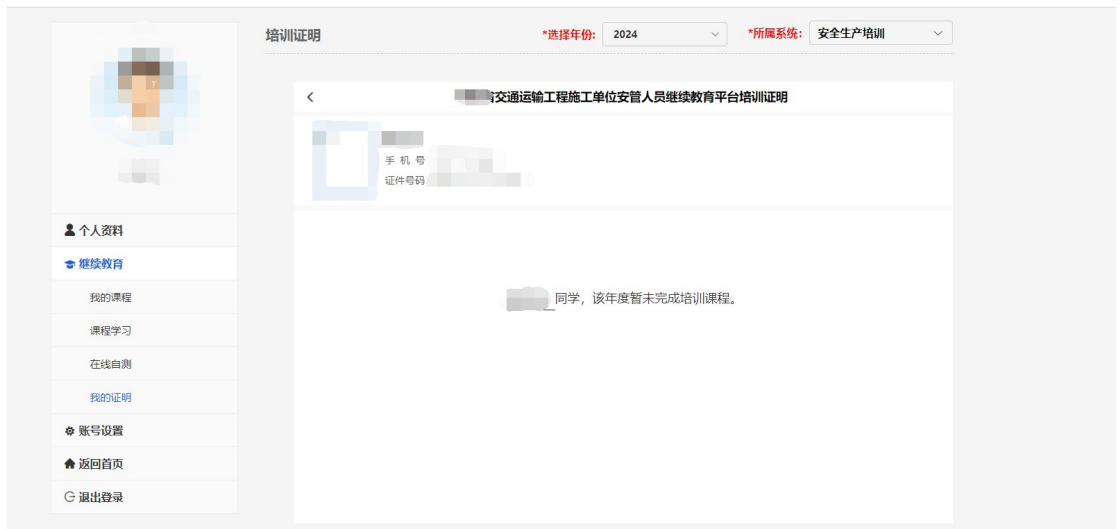 培训证明
*选择年份: 2024
*所属系统: 安全生产培训
交通运输工程施工单位安管人员继续教育平台培训证明
手机号
证件号码
个人资料
继续教育
我的课程
课程学习
在线自测
我的证明
账号设置
返回首页
退出登录
同学，该年度暂未完成培训课程。